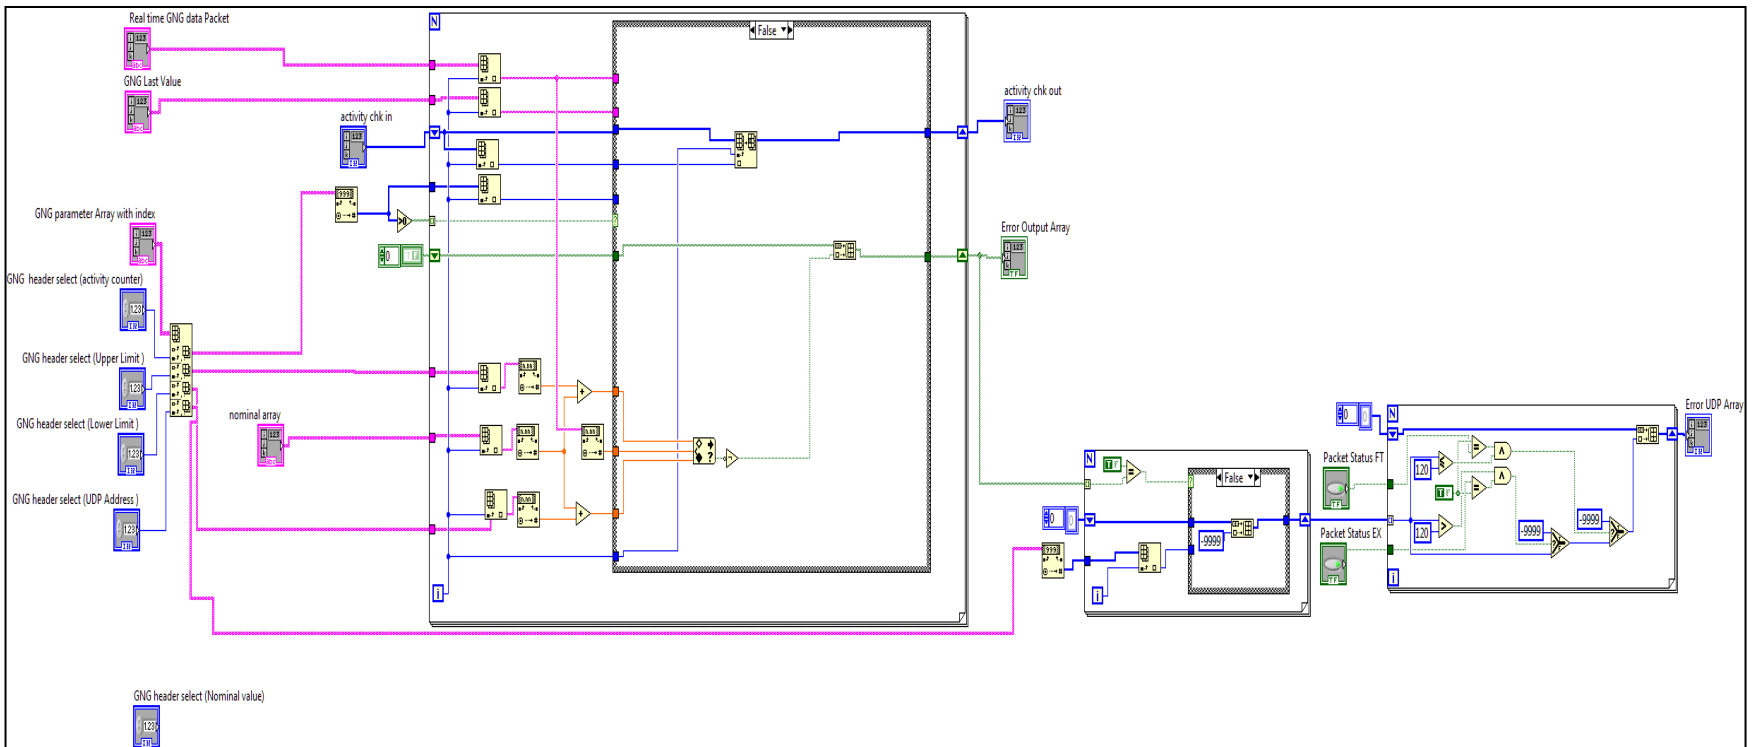 Real time GNG data Packet
GNG Last Value
activity chk in
GNG parameter Array with index
GNG header select (activity counter)
GNG header select (Upper Limit )
GNG header select (Lower Limit )
GNG header select (UDP Address )
nominal array
GNG header select (Nominal value)
N
False
i
activity chk out
Error Output Array
N
False
-9999
i
Packet Status FT
Packet Status EX
N
120
120
-9999
-9999
i
Error UDP Array